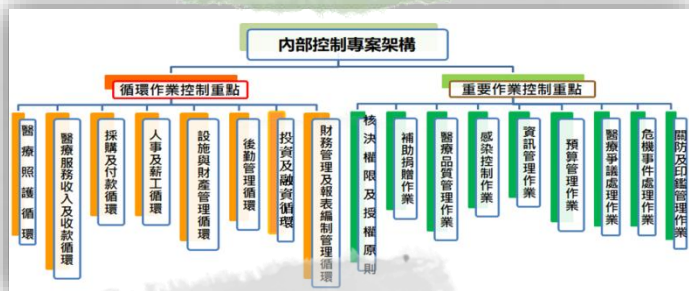 內部控制專案架構
循環作業控制重點
重要作業控制重點
醫療照護循環
醫療服務收入及收款循環
採購及付款循環
人事及薪工循環
設施與財產管理循環
後勤管理循環
投資及融資循環
財務管理及報表編制管理循環
核決權限及授權原則
補助捐贈作業
醫療品質管理作業
感染控制作業
資訊管理作業
預算管理作業
醫療爭議處理作業
危機事件處理作業
關防及印鑑管理作業